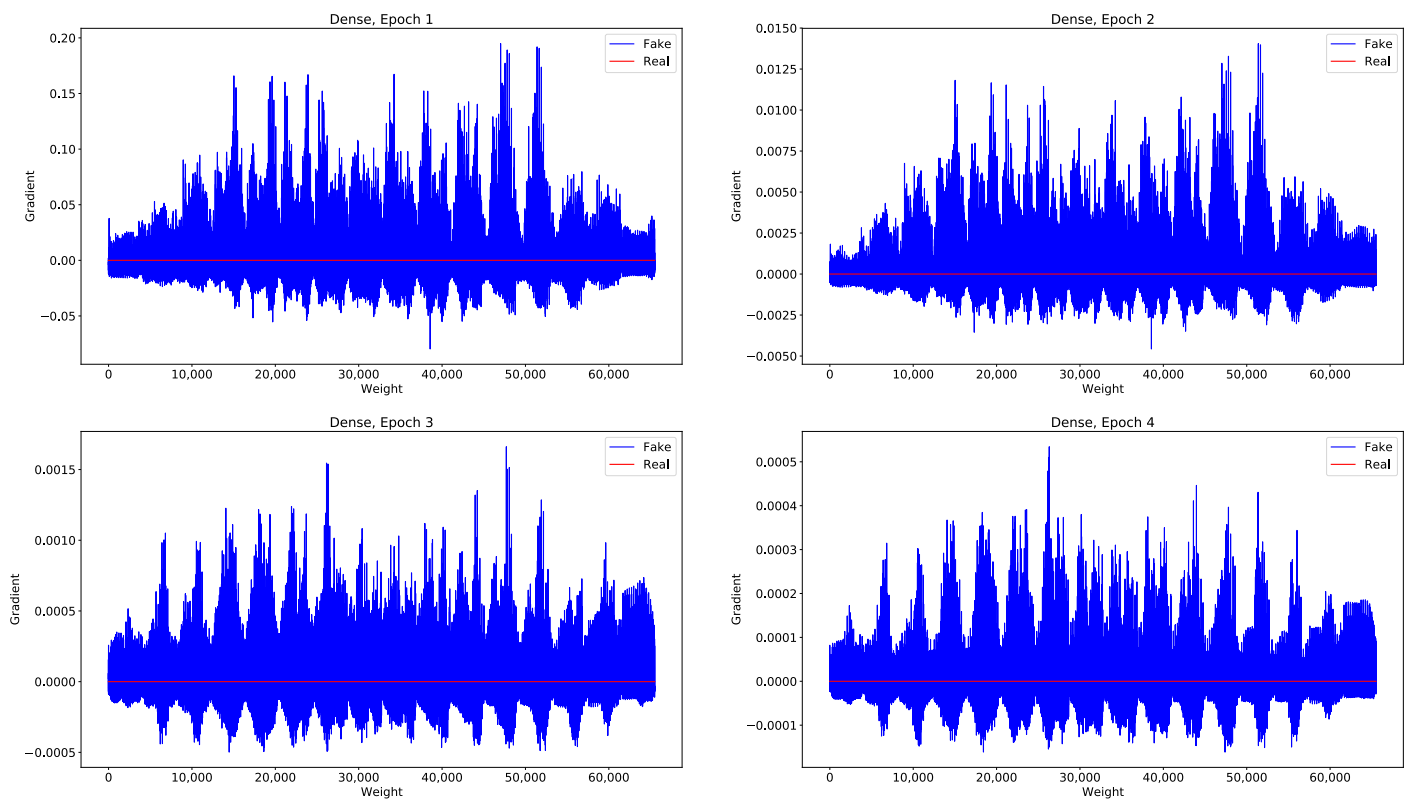 Dense, Epoch 1
0.20
0.15
0.10
0.05
0.00
−0.05
Gradient
Fake
Real
0 10,000 20,000 30,000 40,000 50,000 60,000
Weight
Dense, Epoch 2
0.0150
0.0125
0.0100
0.0075
0.0050
0.0025
0.0000
−0.0025
−0.0050
Gradient
Fake
Real
0 10,000 20,000 30,000 40,000 50,000 60,000
Weight
Dense, Epoch 3
0.0015
0.0010
0.0005
0.0000
−0.0005
Gradient
Fake
Real
0 10,000 20,000 30,000 40,000 50,000 60,000
Weight
Dense, Epoch 4
0.0005
0.0004
0.0003
0.0002
0.0001
0.0000
−0.0001
Gradient
Fake
Real
0 10,000 20,000 30,000 40,000 50,000 60,000
Weight